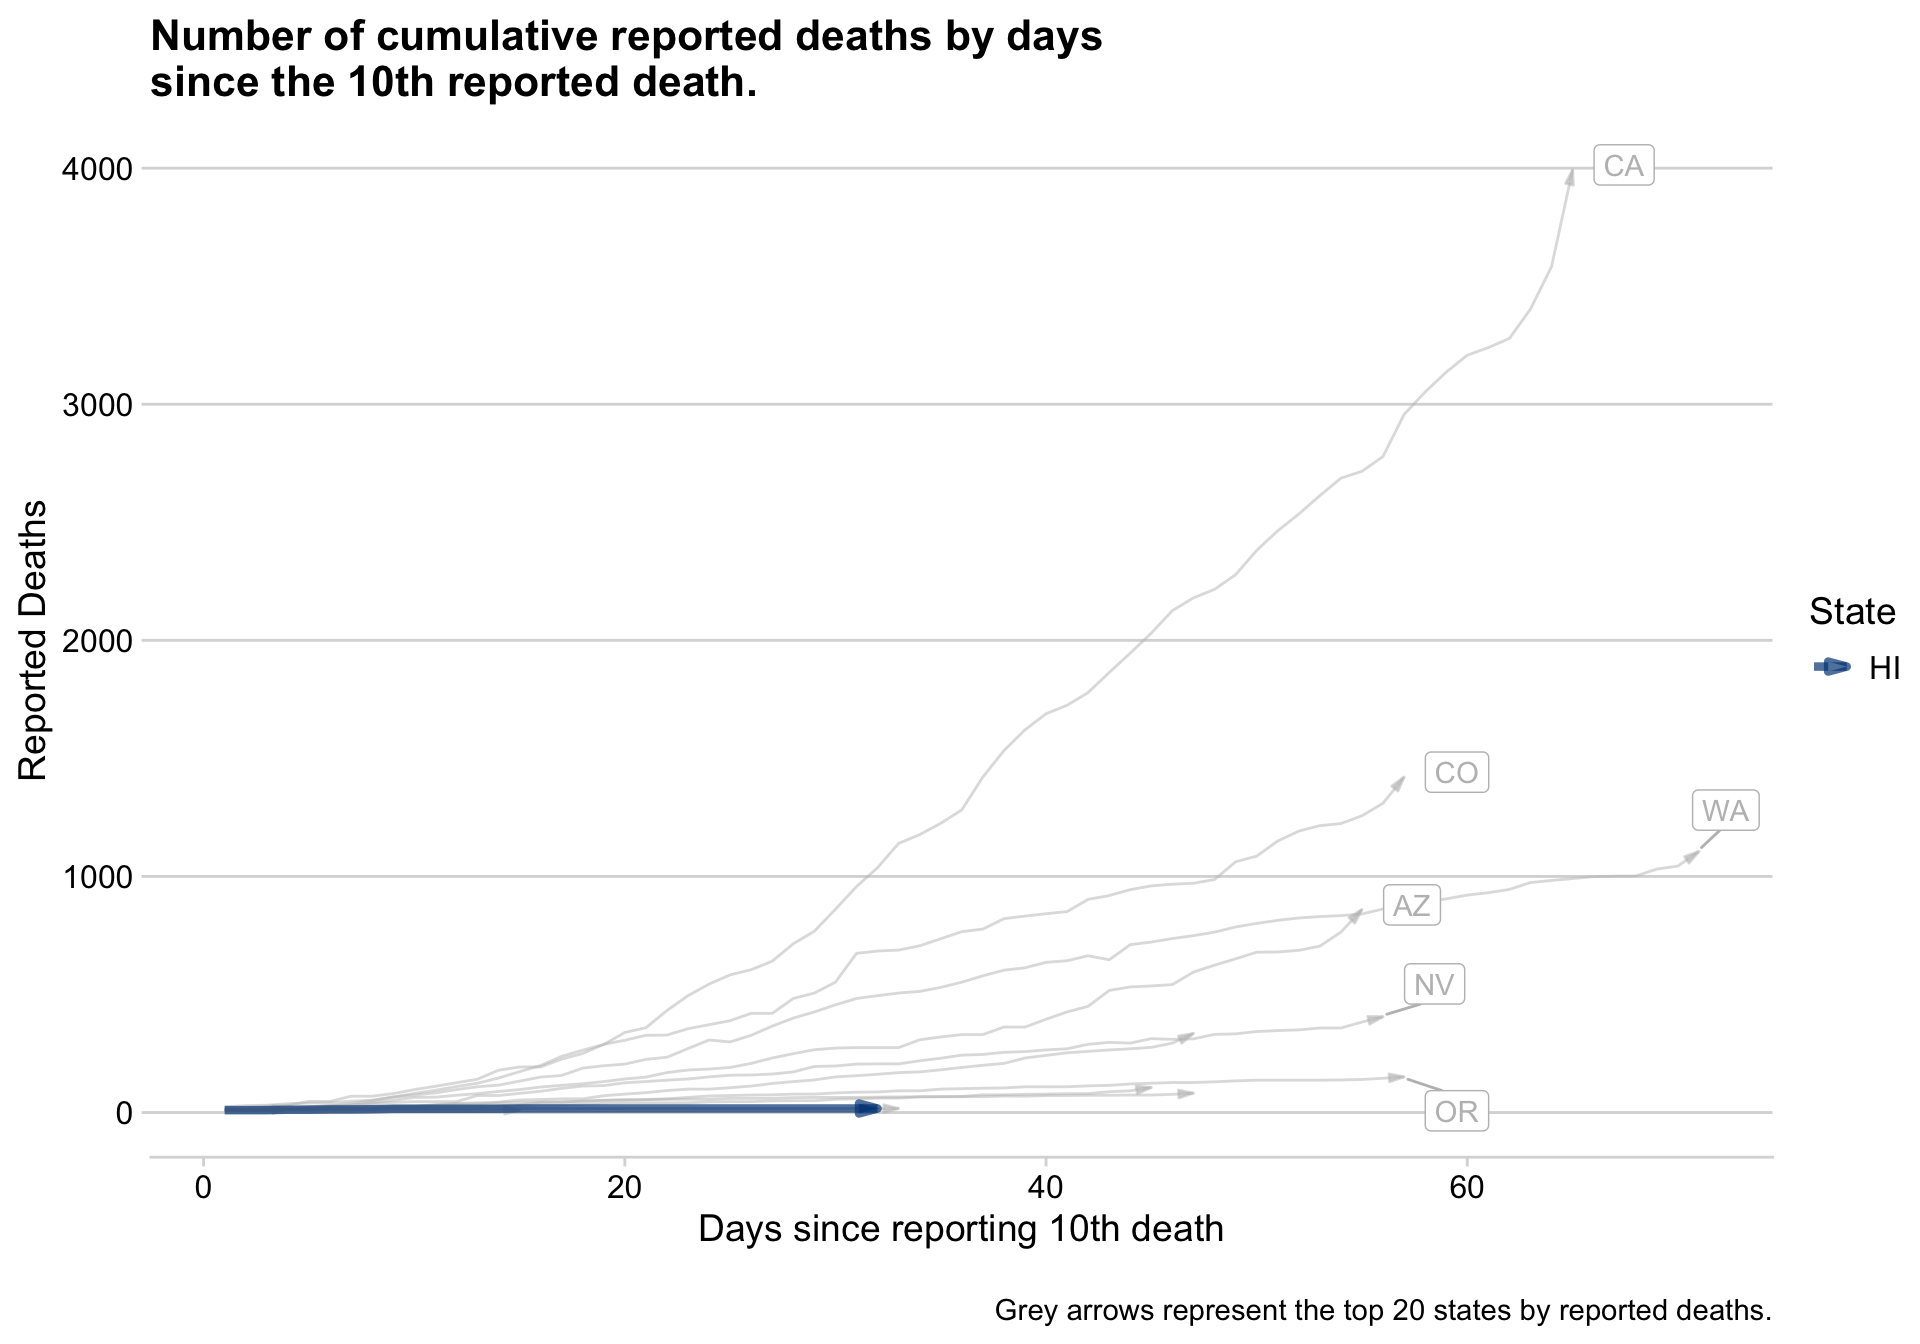 Number of cumulative reported deaths by days
since the 10th reported death.
4000
3000
2000
1000
0
Reported Deaths
CA
CO
WA
AZ
NV
OR
State
HI
0
20
40
60
Days since reporting 10th death
Grey arrows represent the top 20 states by reported deaths.